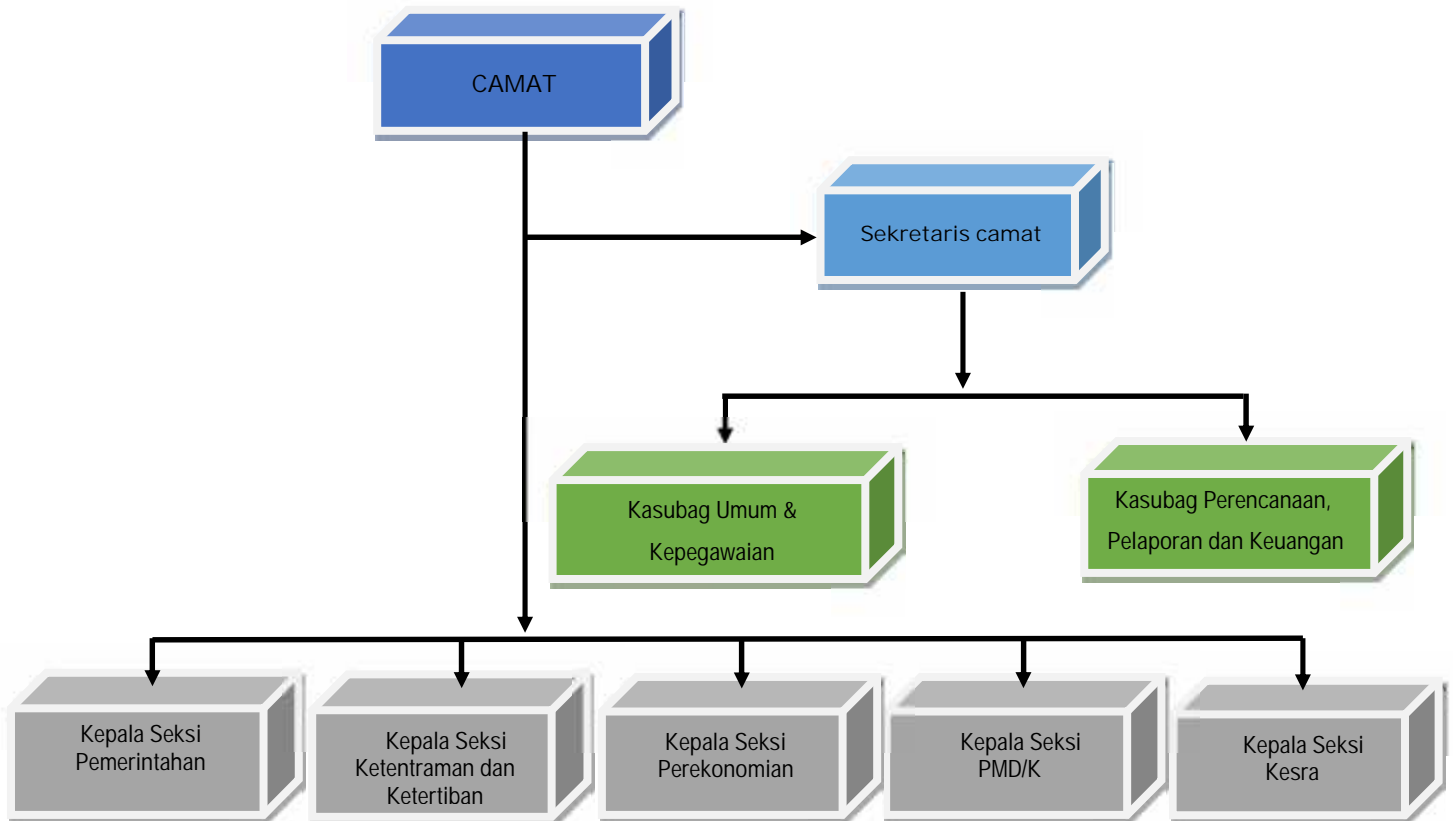 CAMAT
Sekretaris camat
Kasubag Umum &
Kepegawaian
Kasubag Perencanaan,
Pelaporan dan Keuangan
Kepala Seksi
Pemerintahan
Kepala Seksi
Ketentraman dan
Ketertiban
Kepala Seksi
Perekonomian
Kepala Seksi
PMD/K
Kepala Seksi
Kesra